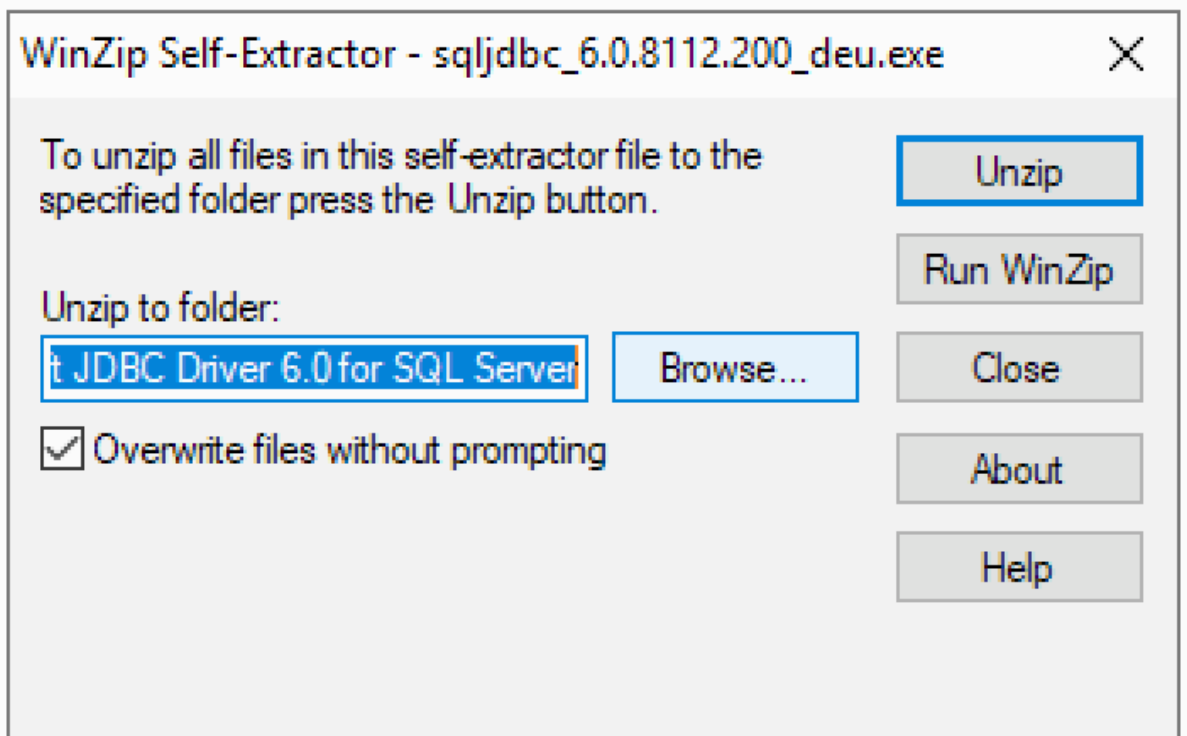 WinZip Self-Extractor - sqljdbc_6.0.8112.200_deu.exe
To unzip all files in this self-extractor file to the
specified folder press the Unzip button.
Unzip
Run WinZip
Unzip to folder:
t JDBC Driver 6.0 for SQL Server
Browse...
Close
Overwrite files without prompting
About
Help